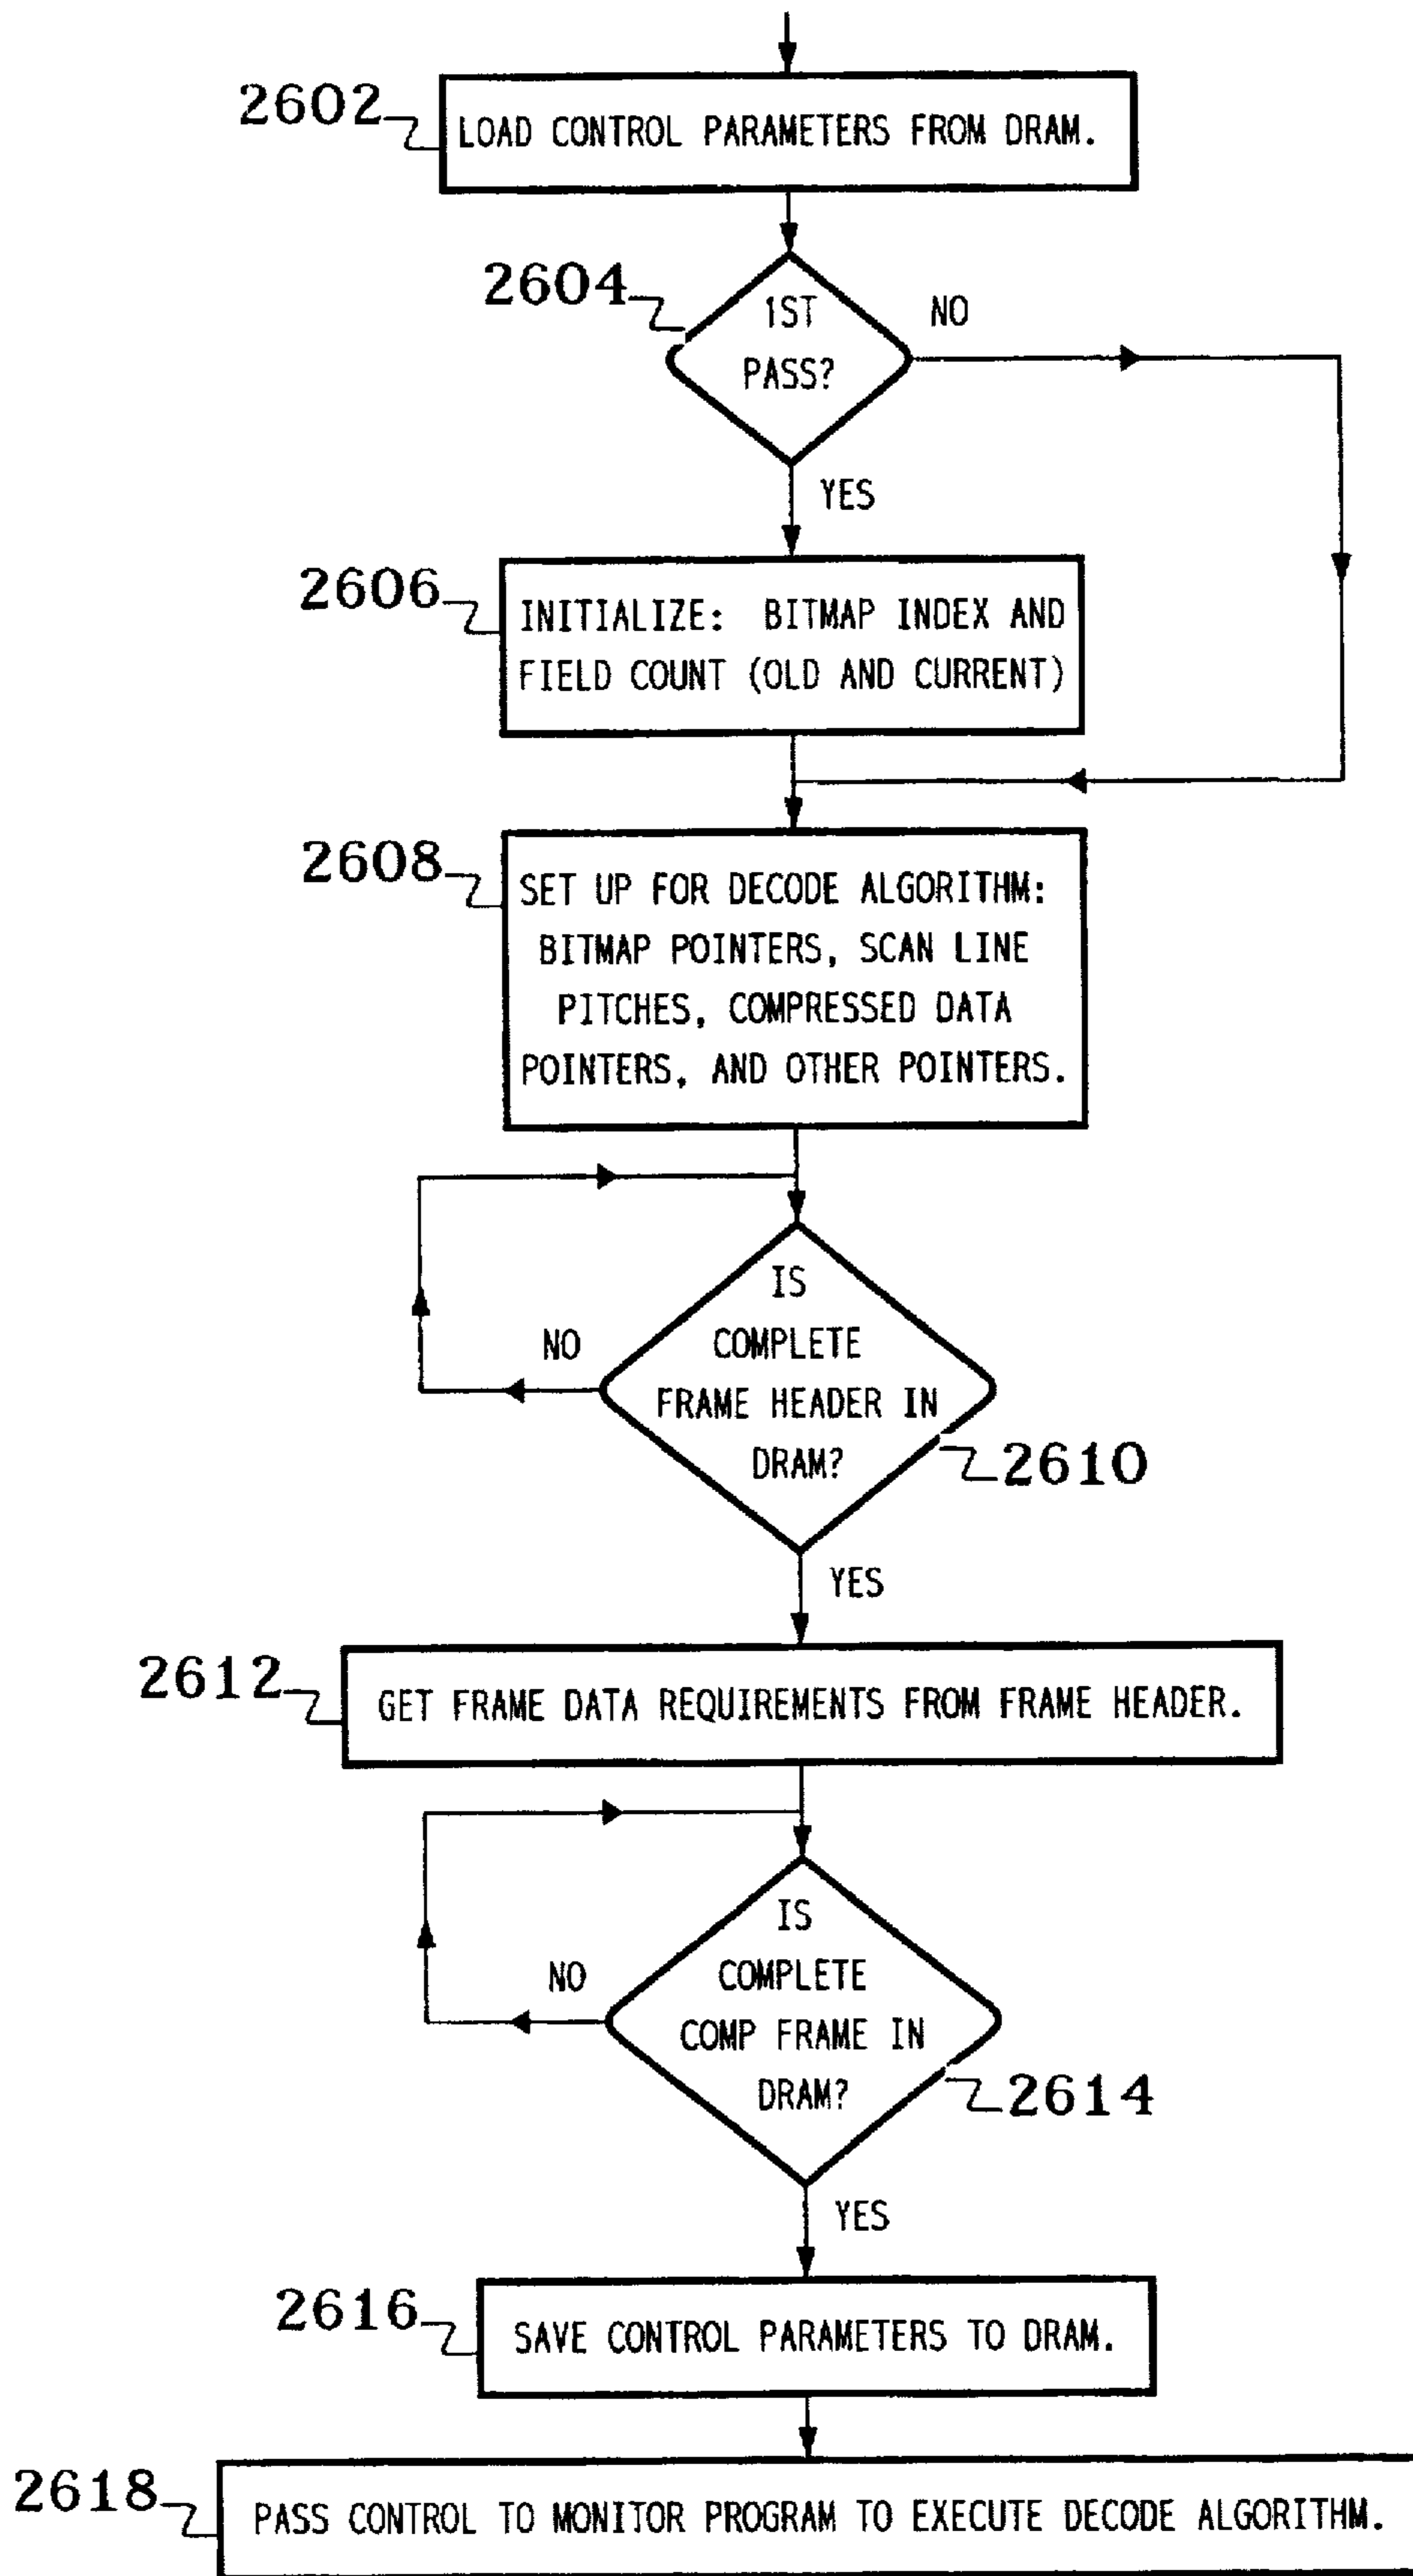 2602
LOAD CONTROL PARAMETERS FROM DRAM.
2604
1ST
PASS?
NO
YES
2606
INITIALIZE: BITMAP INDEX AND
FIELD COUNT (OLD AND CURRENT)
2608
SET UP FOR DECODE ALGORITHM:
BITMAP POINTERS, SCAN LINE
PITCHES, COMPRESSED DATA
POINTERS, AND OTHER POINTERS.
IS
COMPLETE
FRAME HEADER IN
DRAM?
NO
2610
YES
2612
GET FRAME DATA REQUIREMENTS FROM FRAME HEADER.
IS
COMPLETE
COMP FRAME IN
DRAM?
NO
2614
YES
2616
SAVE CONTROL PARAMETERS TO DRAM.
2618
PASS CONTROL TO MONITOR PROGRAM TO EXECUTE DECODE ALGORITHM.